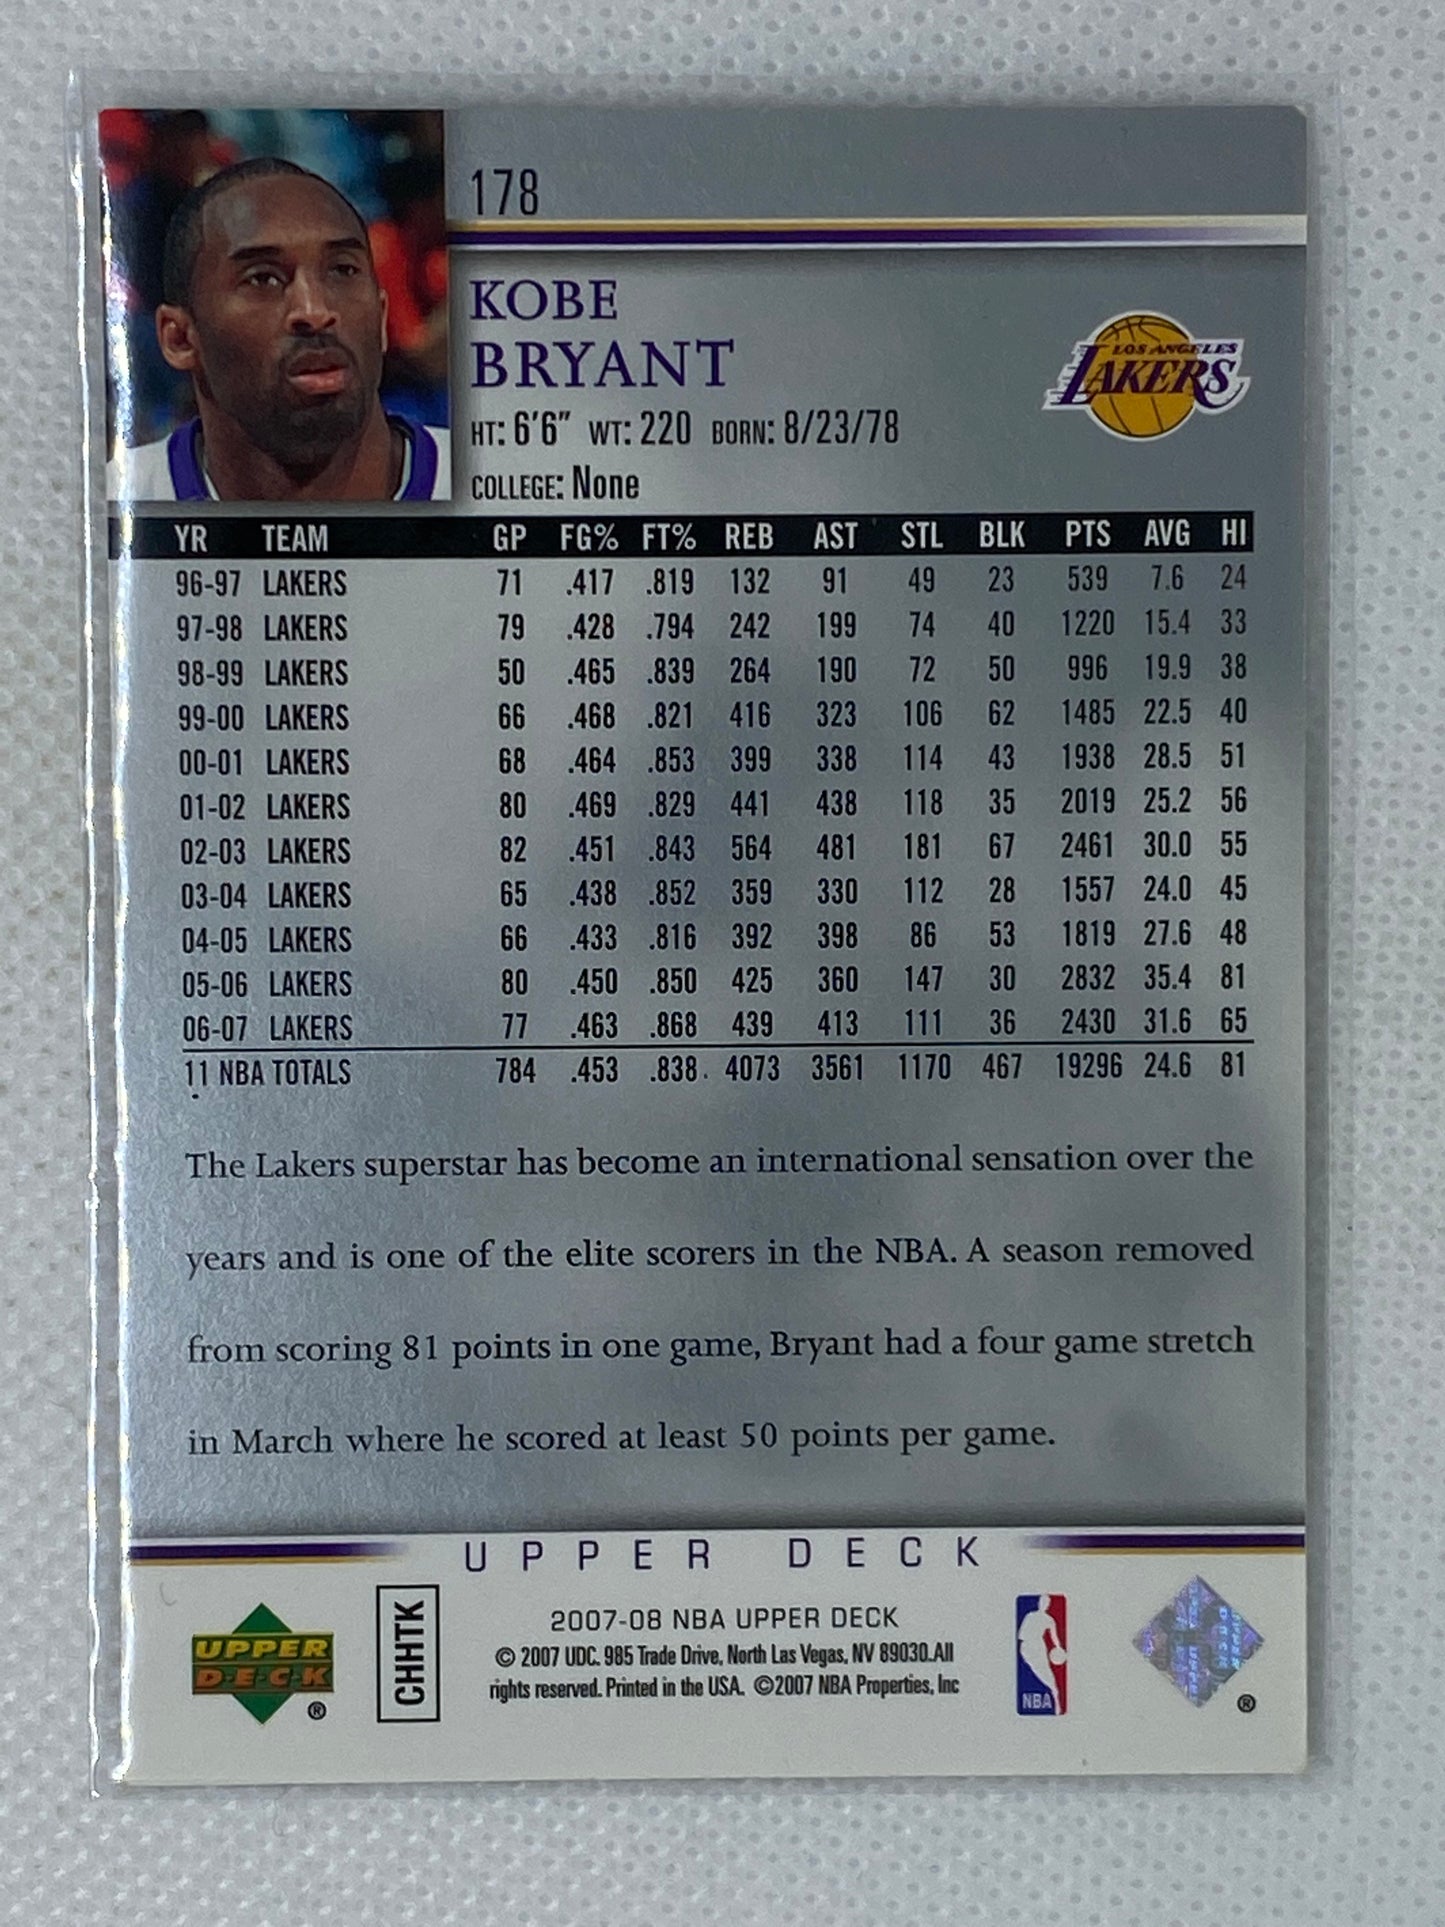 178
KOBE
BRYANT
LOS ANGELES
LAKERS
HT: 6'6" WT: 220 BORN: 8/23/78
COLLEGE: None
YR TEAM GP FG% FT% REB AST STL BLK PTS AVG HI
96-97 LAKERS 71 .417 .819 132 91 49 23 539 7.6 24
97-98 LAKERS 79 .428 .794 242 199 74 40 1220 15.4 33
98-99 LAKERS 50 .465 .839 264 190 72 50 996 19.9 38
99-00 LAKERS 66 .468 .821 416 323 106 62 1485 22.5 40
00-01 LAKERS 68 .464 .853 399 338 114 43 1938 28.5 51
01-02 LAKERS 80 .469 .829 441 438 118 35 2019 25.2 56
02-03 LAKERS 82 .451 .843 564 481 181 67 2461 30.0 55
03-04 LAKERS 65 .438 .852 359 330 112 28 1557 24.0 45
04-05 LAKERS 66 .433 .816 392 398 86 53 1819 27.6 48
05-06 LAKERS 80 .450 .850 425 360 147 30 2832 35.4 81
06-07 LAKERS 77 .463 .868 439 413 111 36 2430 31.6 65
11 NBA TOTALS 784 .453 .838 4073 3561 1170 467 19296 24.6 81
The Lakers superstar has become an international sensation over the
years and is one of the elite scorers in the NBA. A season removed
from scoring 81 points in one game, Bryant had a four game stretch
in March where he scored at least 50 points per game.
UPPER DECK
UPPER
DECK
®
CHHTK
2007-08 NBA UPPER DECK
© 2007 UDC. 985 Trade Drive, North Las Vegas, NV 89030.All
rights reserved. Printed in the USA. ©2007 NBA Properties, Inc
NBA
®